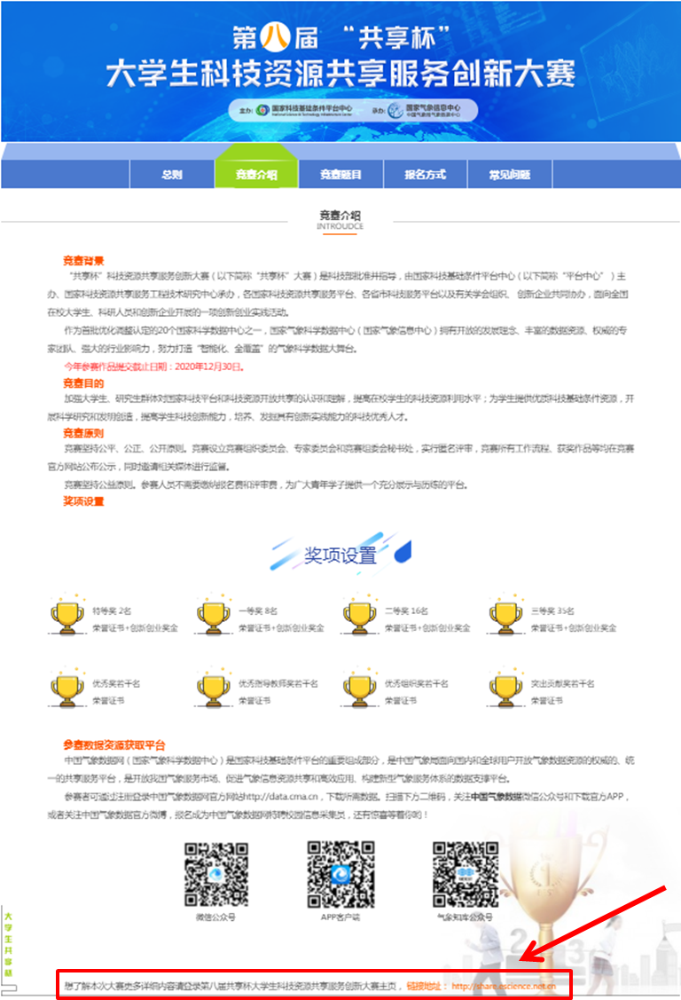 第八届 “共享杯”
大学生科技资源共享服务创新大赛
主办: 国家科技基础条件平台中心 承办: 国家气象信息中心
National Science & Technology Infrastructure Center
总则 竞赛介绍 竞赛题目 报名方式 常见问题
竞赛介绍
INTROUDCE
竞赛背景
“共享杯”科技资源共享服务创新大赛（以下简称“共享杯”大赛）是科技部批准并指导，由国家科技基础条件平台中心（以下简称“平台中心”）主
办、国家科技资源共享服务工程技术研究中心承办，各国家科技资源共享服务平台、各省市科技服务平台以及有关学会组织、 创新企业共同协办，面向全国
在校大学生、科研人员和创新企业开展的一项创新创业实践活动。
作为首批优化调整认定的20个国家科学数据中心之一，国家气象科学数据中心（国家气象信息中心）拥有开放的发展理念、丰富的数据资源、权威的专
家团队、强大的行业影响力，努力打造“智能化、全覆盖”的气象科学数据大舞台。
今年参赛作品提交截止日期：2020年12月30日。
竞赛目的
加强大学生、研究生群体对国家科技平台和科技资源开放共享的认识和理解，提高在校学生的科技资源利用水平；为学生提供优质科技基础条件资源，开
展科学研究和发明创造，提高学生科技创新能力，培养、发掘具有创新实践能力的科技优秀人才。
竞赛原则
竞赛坚持公平、公正、公开原则。竞赛设立竞赛组织委员会、专家委员会和竞赛组委会秘书处，实行匿名评审，竞赛所有工作流程、获奖作品等均在竞赛
官方网站公布公示，同时邀请相关媒体进行监督。
竞赛坚持公益原则。参赛人员不需要缴纳报名费和评审费，为广大青年学子提供一个充分展示与历练的平台。
奖项设置
奖项设置
特等奖 2名 一等奖 8名 二等奖 16名 三等奖 35名
荣誉证书+创新创业奖金 荣誉证书+创新创业奖金 荣誉证书+创新创业奖金 荣誉证书+创新创业奖金
优秀奖若干名 优秀指导教师奖若干名 优秀组织奖若干名 突出贡献奖若干名
荣誉证书 荣誉证书 荣誉证书 荣誉证书
参赛数据资源获取平台
中国气象数据网（国家气象科学数据中心）是国家科技基础条件平台的重要组成部分，是中国气象局面向国内和全球用户开放气象数据资源的权威的、统
一的共享服务平台，是开放我国气象服务市场、促进气象信息资源共享和高效应用、构建新型气象服务体系的数据支撑平台。
参赛者可通过注册登录中国气象数据网官方网站http://data.cma.cn，下载所需数据。扫描下方二维码，关注中国气象数据微信公众号和下载官方APP，
或者关注中国气象数据官方微博，报名成为中国气象数据网特聘校园信息采集员，还有惊喜等着你哟！
微信公众号 APP客户端 气象知库公众号
1
2
3
大学生共享杯
想了解本次大赛更多详细内容请登录第八届共享杯大学生科技资源共享服务创新大赛主页， 链接地址： http://share.escience.net.cn